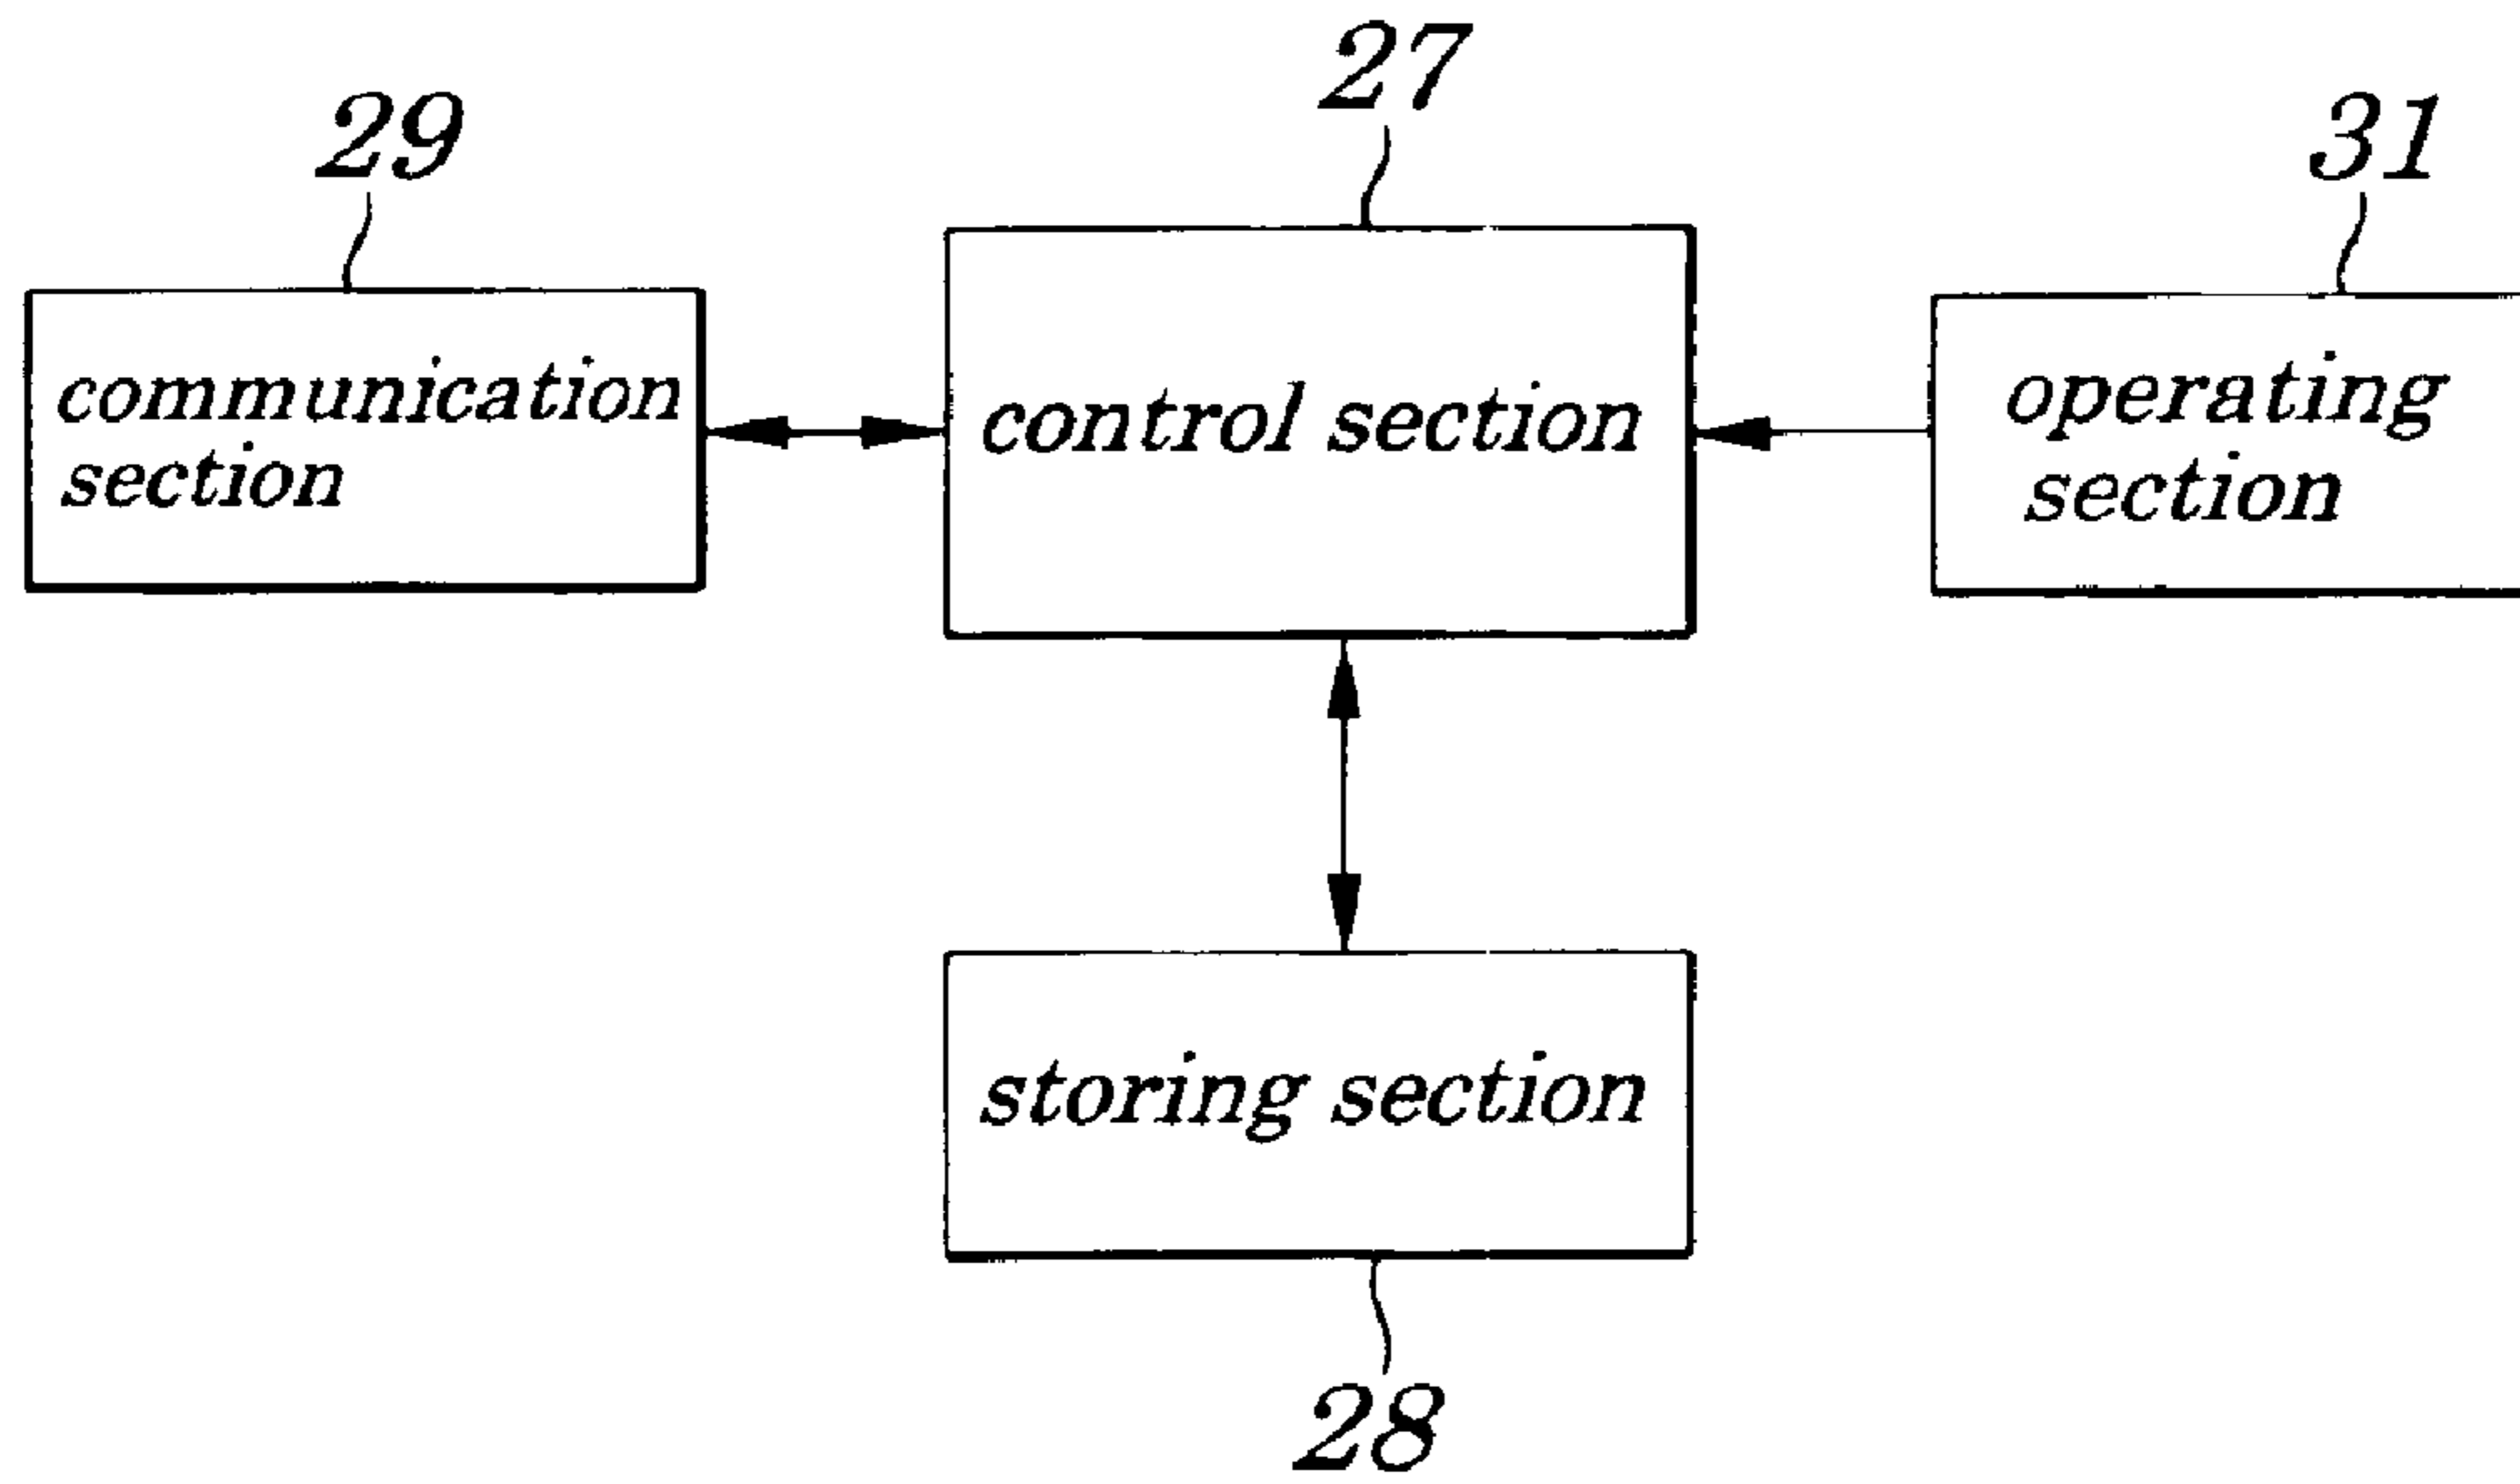 27
29
31
communication
section
control section
operating
section
storing section
28